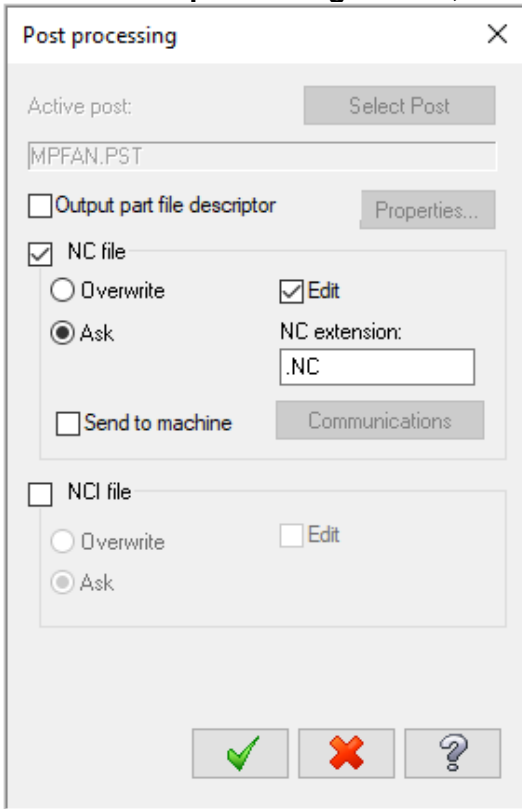 Post processing
Active post:
Select Post
MPFAN.PST
Output part file descriptor
Properties...
NC file
Overwrite
Edit
Ask
NC extension:
.NC
Send to machine
Communications
NCI file
Overwrite
Edit
Ask